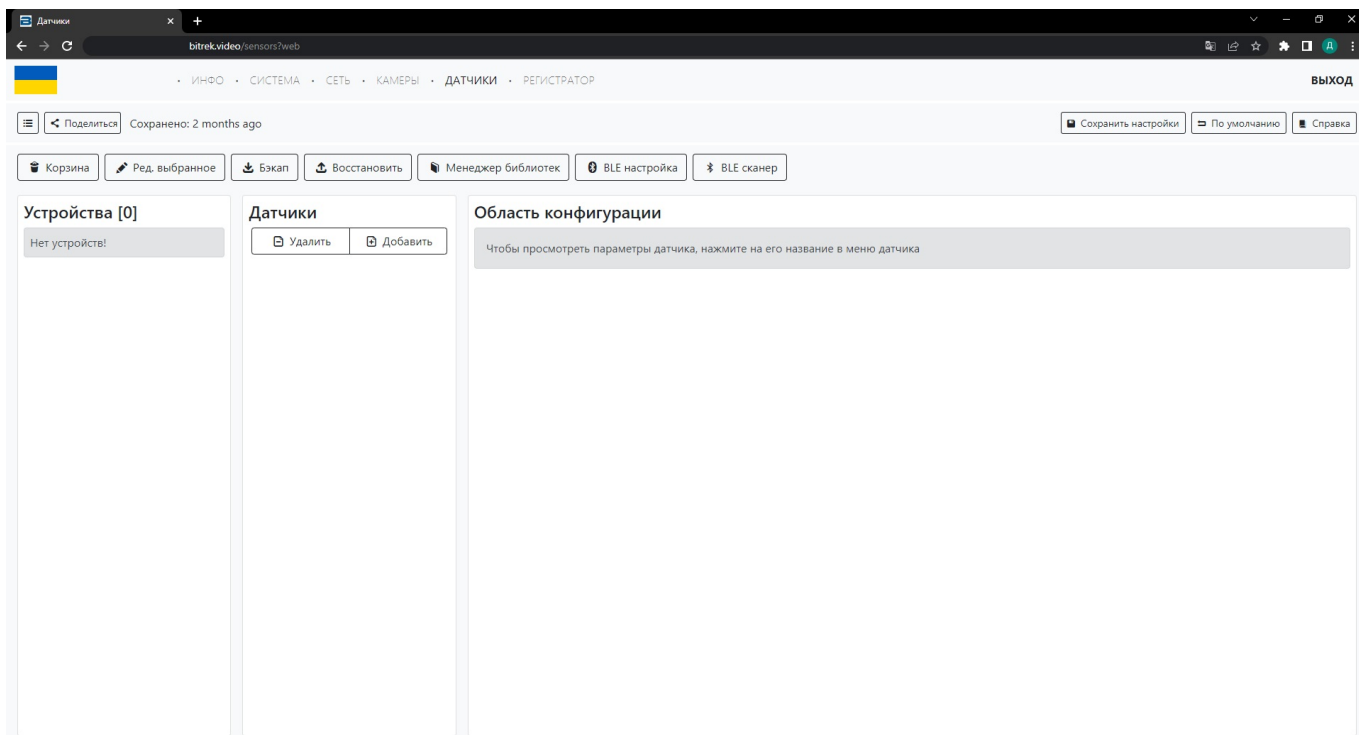 Датчики
bitrek.video/sensors?web
Д
• ИНФО • СИСТЕМА • СЕТЬ • КАМЕРЫ • ДАТЧИКИ • РЕГИСТРАТОР
ВЫХОД
Поделиться Сохранено: 2 months ago
Сохранить настройки По умолчанию Справка
Корзина Ред. выбранное Бэкап Восстановить Менеджер библиотек BLE настройка BLE сканер
Устройства [0]
Нет устройств!
Датчики
Удалить Добавить
Область конфигурации
Чтобы просмотреть параметры датчика, нажмите на его название в меню датчика